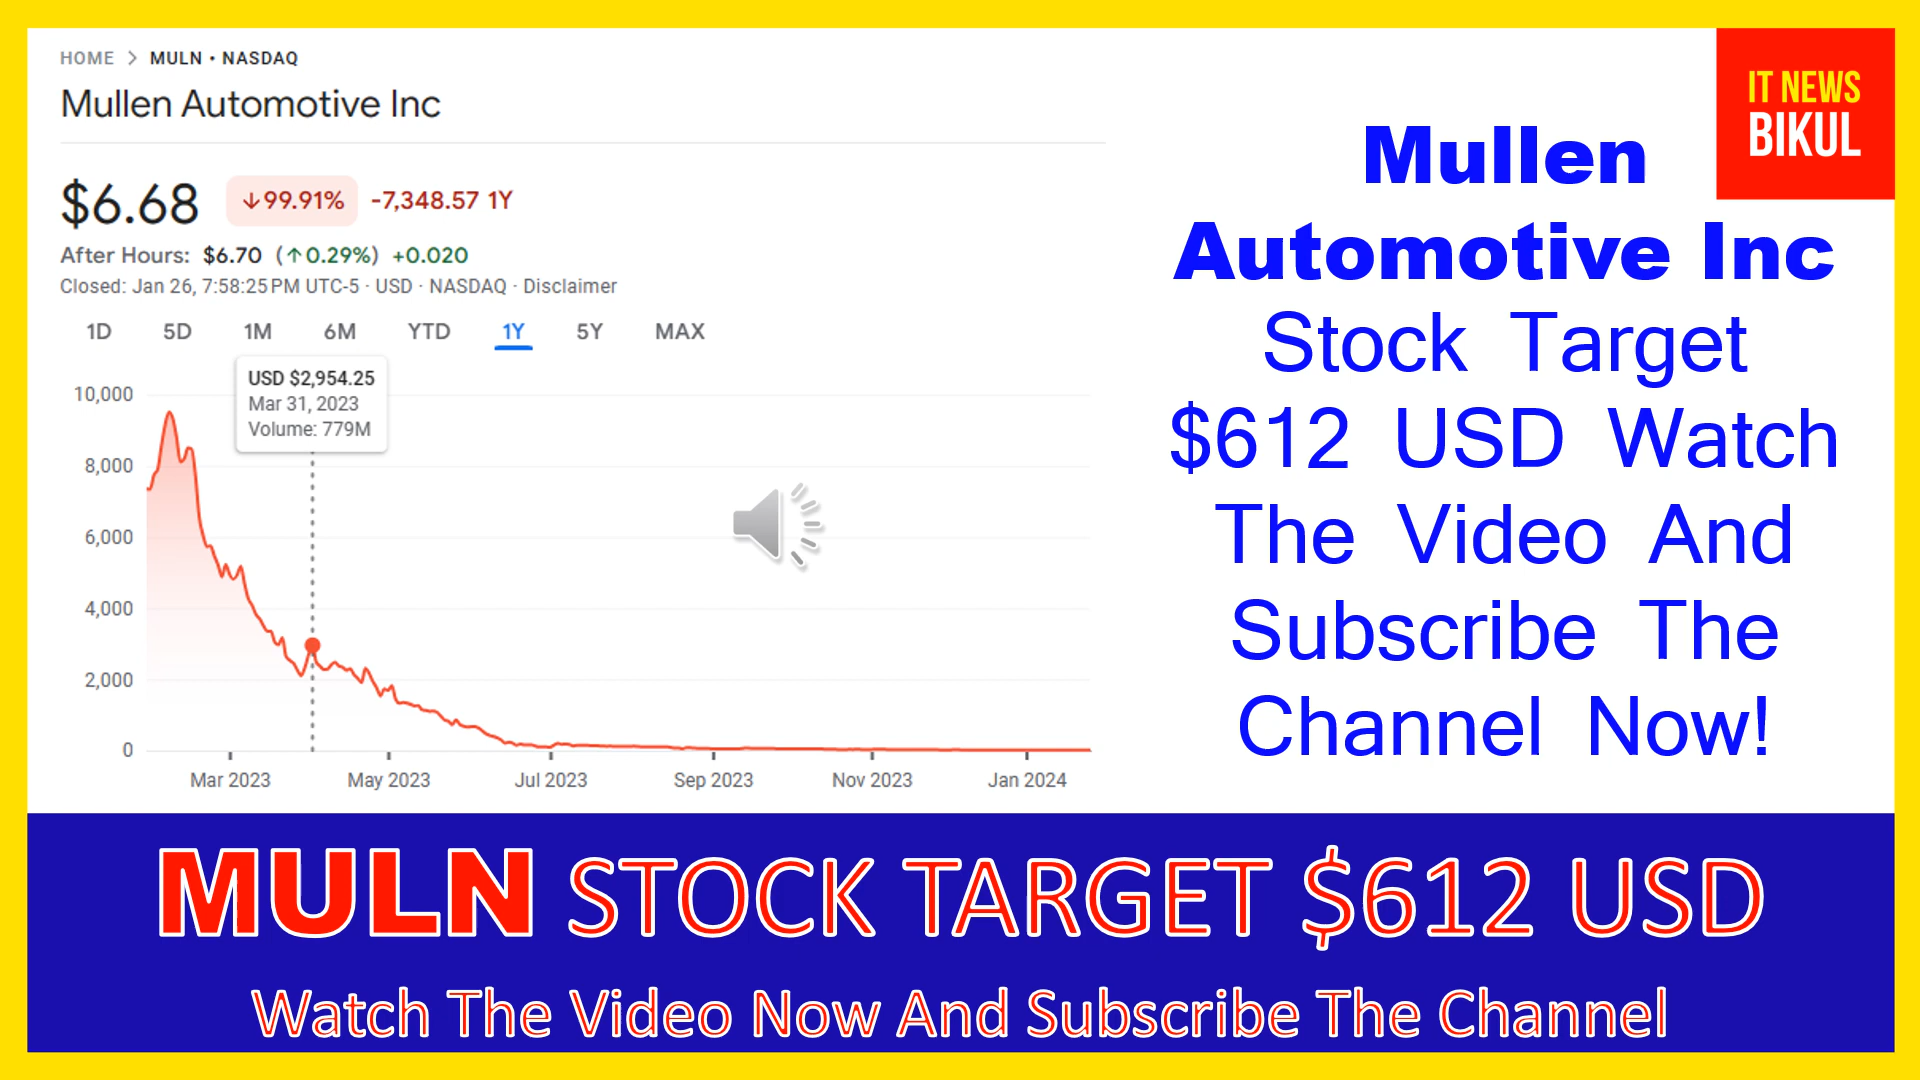 HOME > MULN • NASDAQ
Mullen Automotive Inc
$6.68 ↓99.91% -7,348.57 1Y
After Hours: $6.70 (↑0.29%) +0.020
Closed: Jan 26, 7:58:25 PM UTC-5 · USD · NASDAQ · Disclaimer
1D 5D 1M 6M YTD 1Y 5Y MAX
USD $2,954.25
Mar 31, 2023
Volume: 779M
10,000
8,000
6,000
4,000
2,000
0
Mar 2023 May 2023 Jul 2023 Sep 2023 Nov 2023 Jan 2024
IT NEWS
BIKUL
Mullen
Automotive Inc
Stock Target
$612 USD Watch
The Video And
Subscribe The
Channel Now!
MULN STOCK TARGET $612 USD
Watch The Video Now And Subscribe The Channel